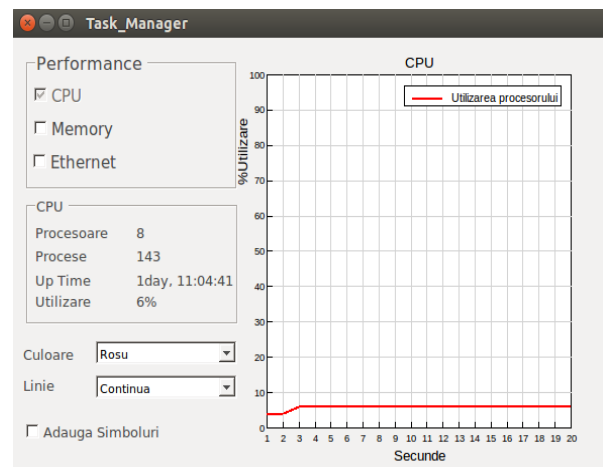 Task_Manager
Performance
CPU
Memory
Ethernet
CPU
Procesoare 8
Procese 143
Up Time 1day, 11:04:41
Utilizare 6%
Culoare Rosu
Linie Continua
Adauga Simboluri
CPU
Utilizarea procesorului
%Utilizare
100
90
80
70
60
50
40
30
20
10
0
1 2 3 4 5 6 7 8 9 10 11 12 13 14 15 16 17 18 19 20
Secunde